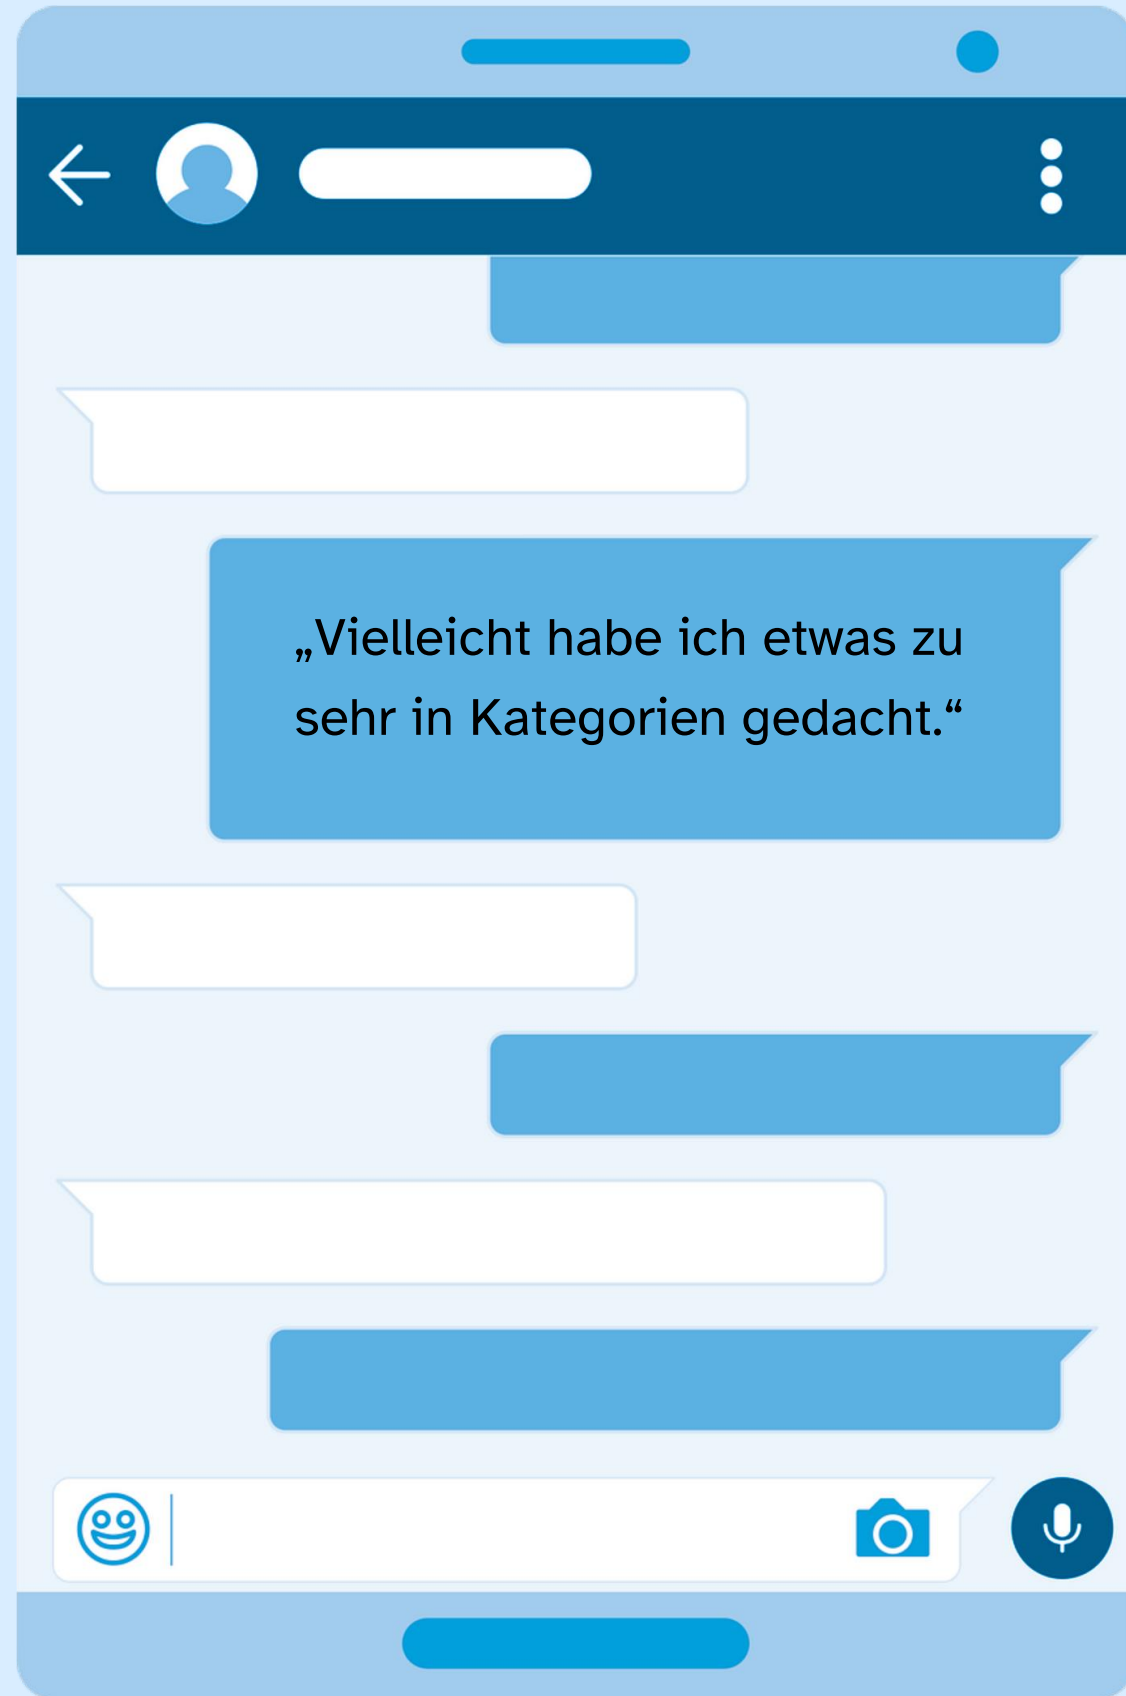 „Vielleicht habe ich etwas zu
sehr in Kategorien gedacht.“